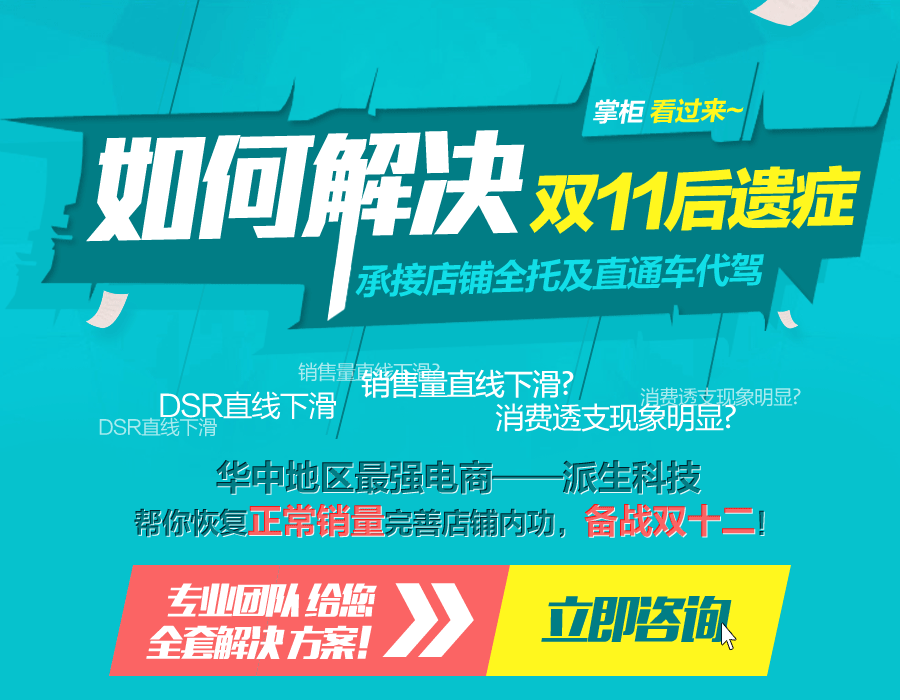 掌柜 看过来~
如何解决 双11后遗症
承接店铺全托及直通车代驾
销售量直线下滑?
销售量直线下滑?
消费透支现象明显?
DSR直线下滑
消费透支现象明显?
DSR直线下滑
华中地区最强电商——派生科技
帮你恢复正常销量完善店铺内功，备战双十二!
专业团队 给您
全套解决 方案!
立即咨询